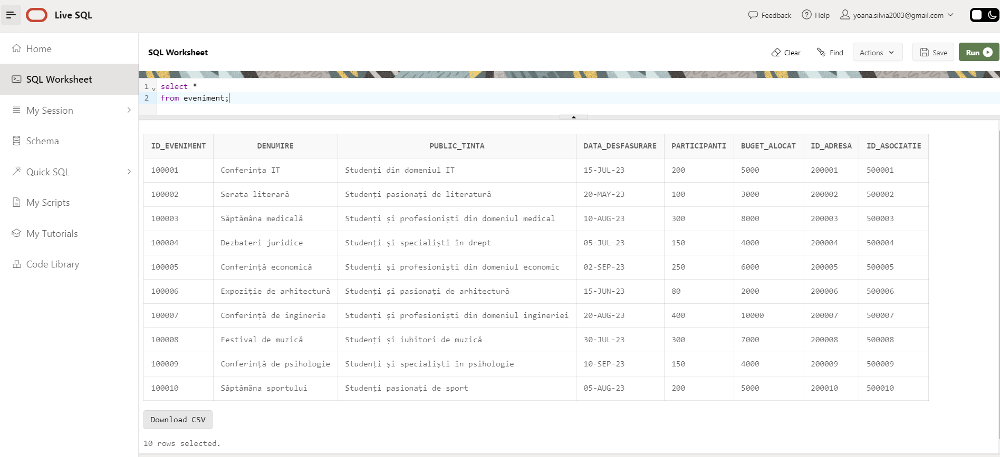 Live SQL
Feedback Help yoana.silvia2003@gmail.com
Home
SQL Worksheet
My Session
Schema
Quick SQL
My Scripts
My Tutorials
Code Library
SQL Worksheet
Clear Find Actions Save Run
1 select *
2 from eveniment;
ID_EVENIMENT DENUMIRE PUBLIC_TINTA DATA_DESFASURARE PARTICIPANTI BUGET_ALOCAT ID_ADRESA ID_ASOCIATIE
100001 Conferința IT Studenți din domeniul IT 15-JUL-23 200 5000 200001 500001
100002 Serata literară Studenți pasionați de literatură 20-MAY-23 100 3000 200002 500002
100003 Săptămâna medicală Studenți și profesioniști din domeniul medical 10-AUG-23 300 8000 200003 500003
100004 Dezbateri juridice Studenți și specialiști în drept 05-JUL-23 150 4000 200004 500004
100005 Conferință economică Studenți și profesioniști din domeniul economic 02-SEP-23 250 6000 200005 500005
100006 Expoziție de arhitectură Studenți și pasionați de arhitectură 15-JUN-23 80 2000 200006 500006
100007 Conferință de inginerie Studenți și profesioniști din domeniul ingineriei 20-AUG-23 400 10000 200007 500007
100008 Festival de muzică Studenți și iubitori de muzică 30-JUL-23 300 7000 200008 500008
100009 Conferință de psihologie Studenți și specialiști în psihologie 10-SEP-23 150 4000 200009 500009
100010 Săptămâna sportului Studenți pasionați de sport 05-AUG-23 200 5000 200010 500010
Download CSV
10 rows selected.